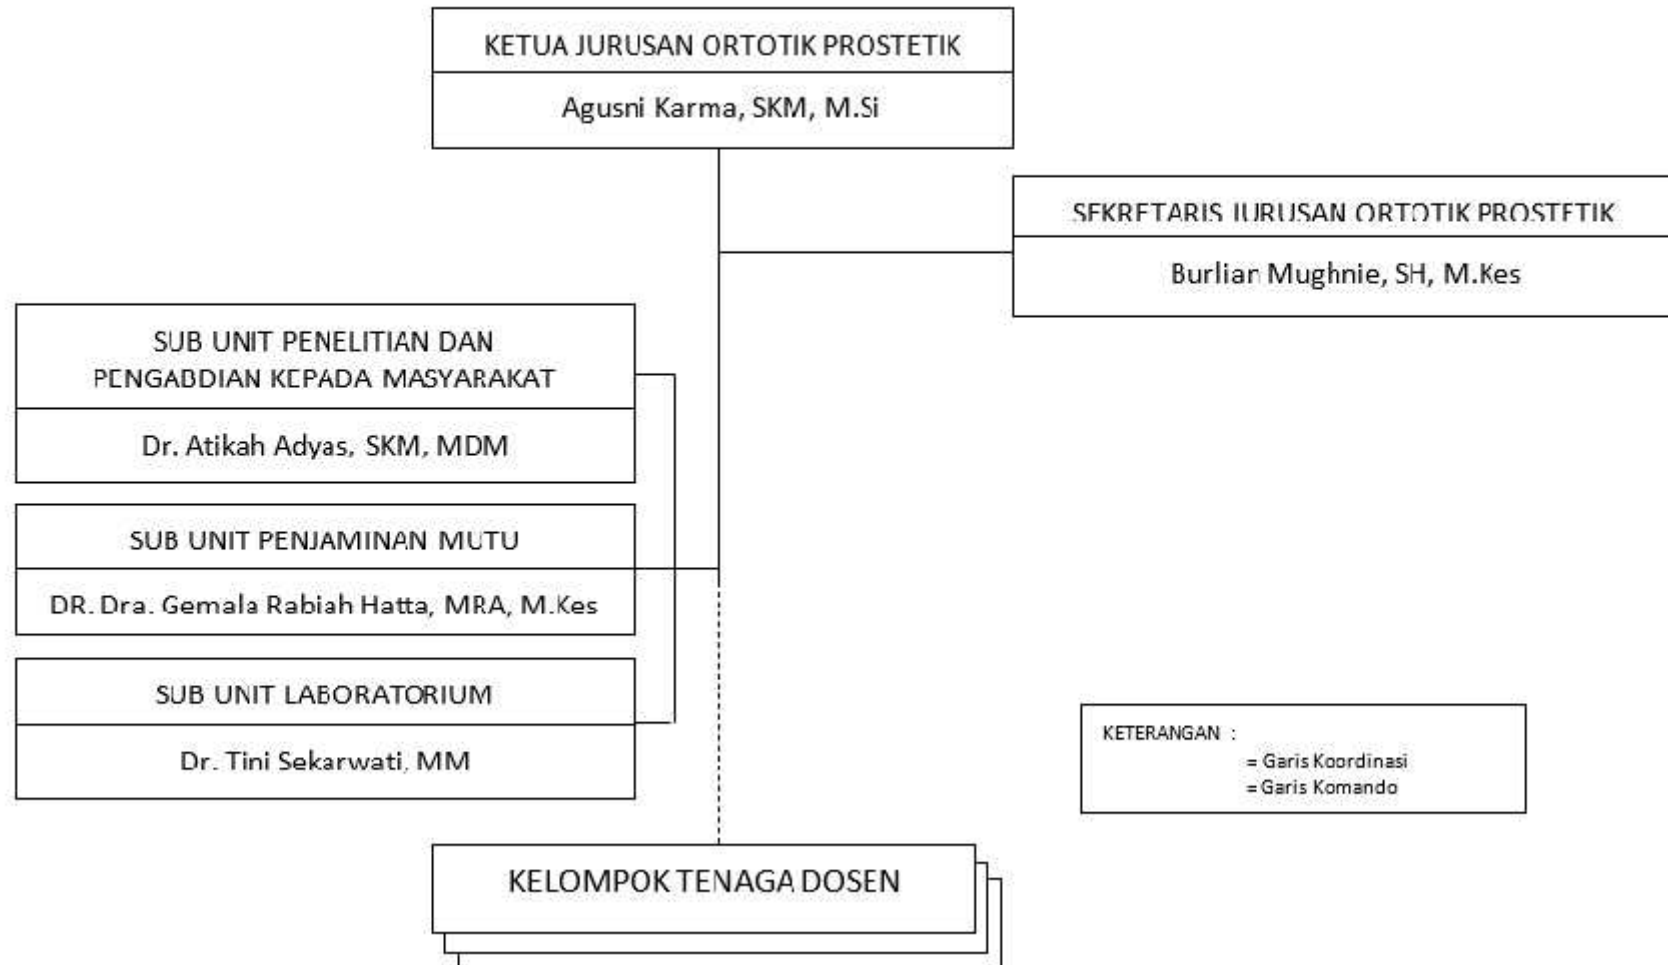 KETUA JURUSAN ORTOTIK PROSTETIK
Agusni Karma, SKM, M.Si
SEKRETARIS JURUSAN ORTOTIK PROSTETIK
Burlian Mughnie, SH, M.Kes
SUB UNIT PENELITIAN DAN
PENGABDIAN KEPADA MASYARAKAT
Dr. Atikah Adyas, SKM, MDM
SUB UNIT PENJAMINAN MUTU
DR. Dra. Gemala Rabiah Hatta, MRA, M.Kes
SUB UNIT LABORATORIUM
Dr. Tini Sekarwati, MM
KETERANGAN :
= Garis Koordinasi
= Garis Komando
KELOMPOK TENAGA DOSEN